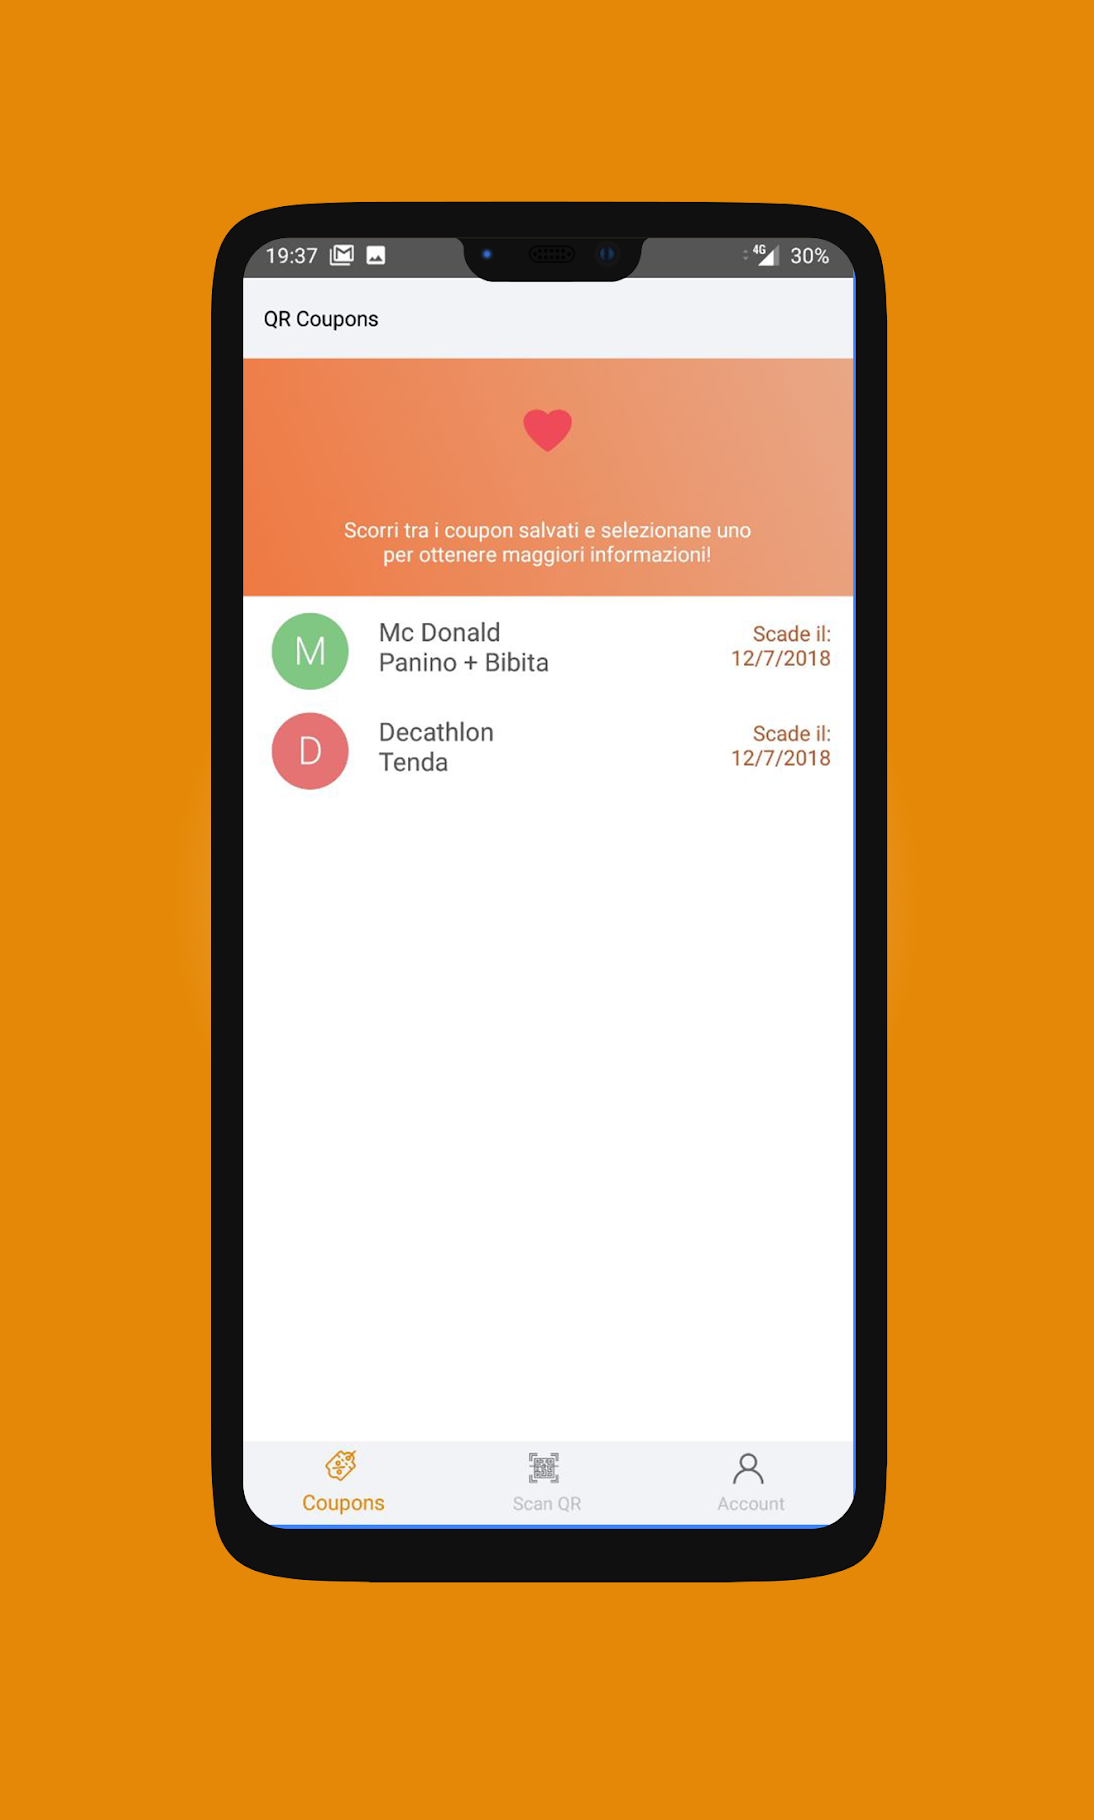 19:37
4G
30%
QR Coupons
Scorri tra i coupon salvati e selezionane uno
per ottenere maggiori informazioni!
M
Mc Donald
Panino + Bibita
Scade il:
12/7/2018
D
Decathlon
Tenda
Scade il:
12/7/2018
Coupons
Scan QR
Account